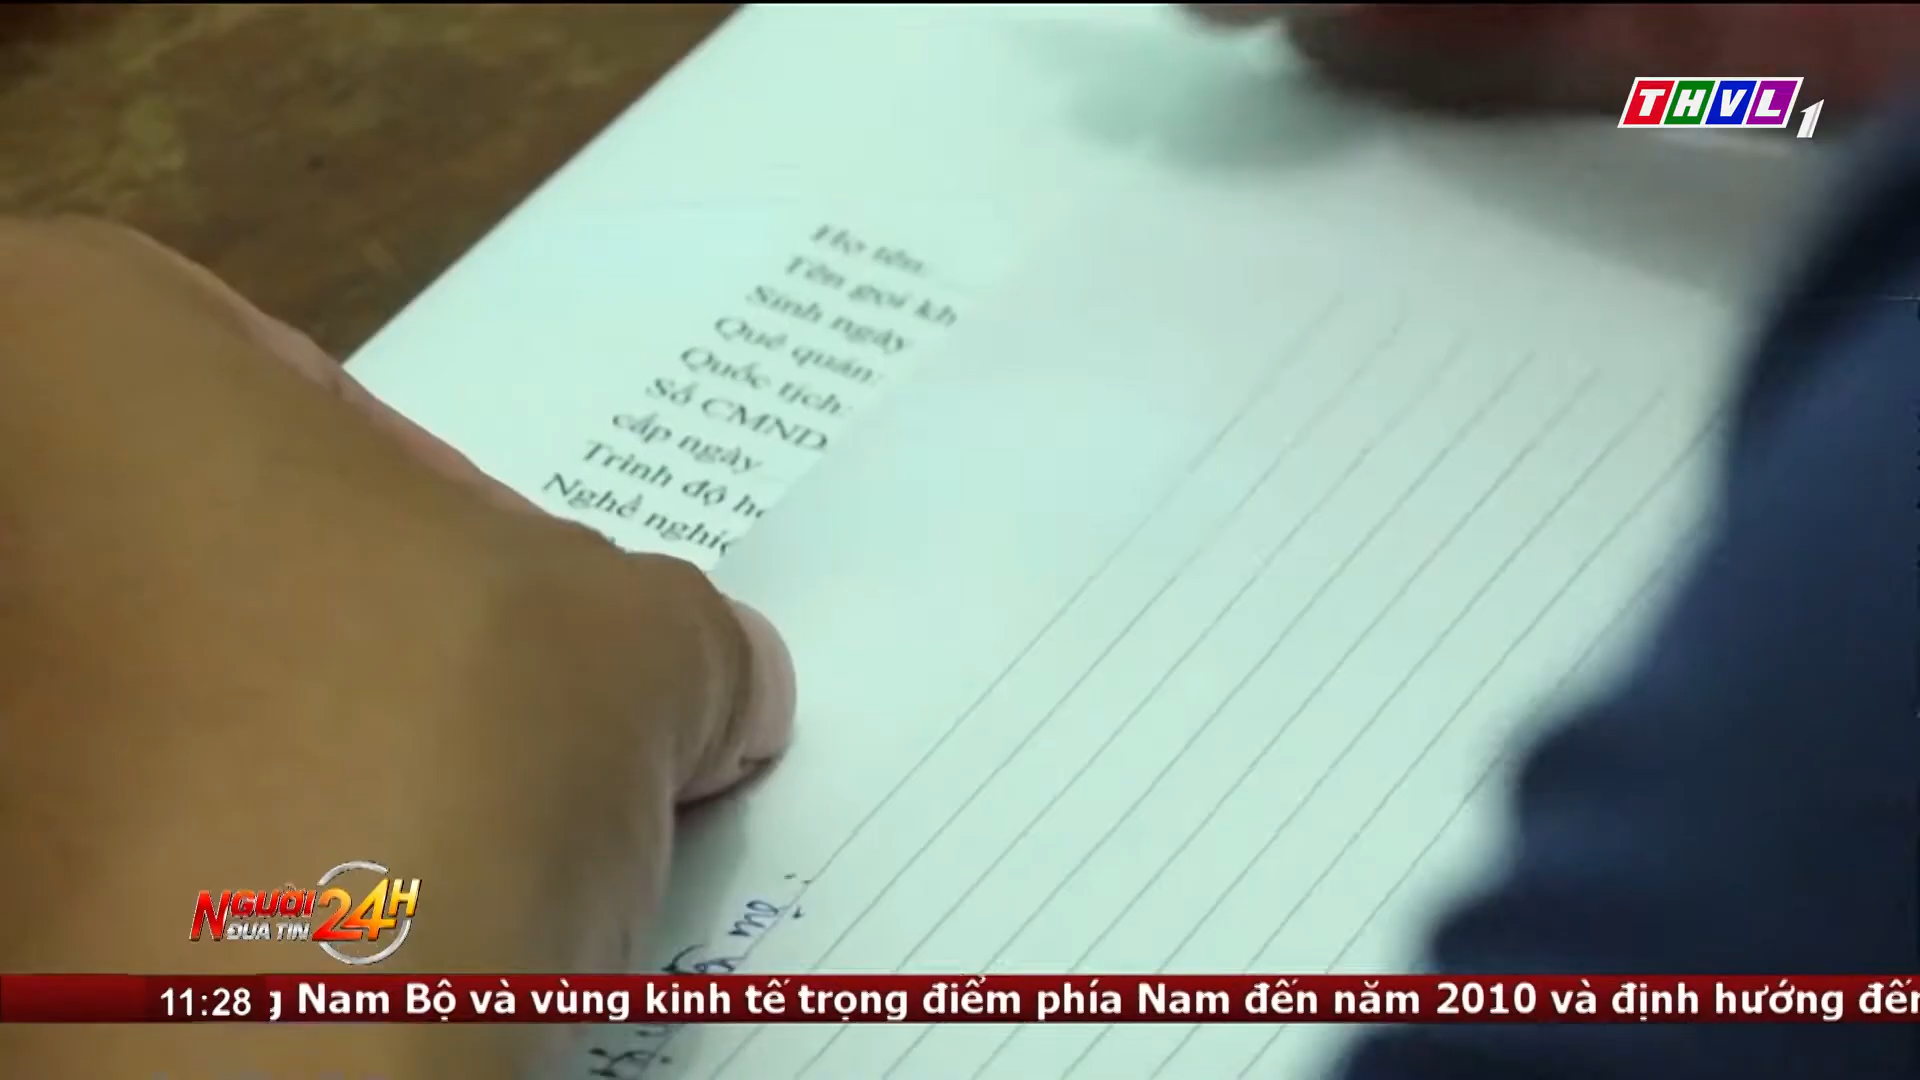 THVL1
Họ tên:
Tên gọi kh
Sinh ngày
Quê quán:
Quốc tịch:
Số CMND
cấp ngày
Trình độ họ
Nghề nghiệ
mẹ
NGƯỜI ĐƯA TIN 24H
11:28 g Nam Bộ và vùng kinh tế trọng điểm phía Nam đến năm 2010 và định hướng đến